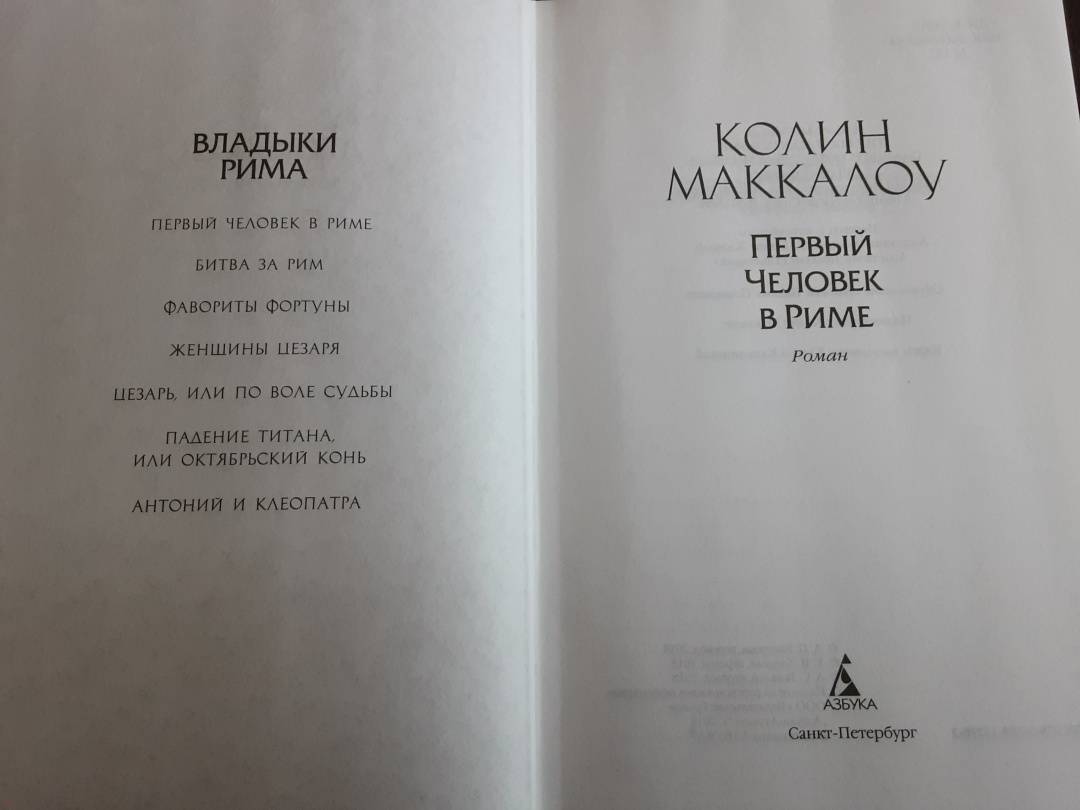 ВЛАДЫКИ
РИМА
ПЕРВЫЙ ЧЕЛОВЕК В РИМЕ
БИТВА ЗА РИМ
ФАВОРИТЫ ФОРТУНЫ
ЖЕНЩИНЫ ЦЕЗАРЯ
ЦЕЗАРЬ, ИЛИ ПО ВОЛЕ СУДЬБЫ
ПАДЕНИЕ ТИТАНА,
ИЛИ ОКТЯБРЬСКИЙ КОНЬ
АНТОНИЙ И КЛЕОПАТРА
КОЛИН
МАККАЛОУ
ПЕРВЫЙ
ЧЕЛОВЕК
В РИМЕ
Роман
АЗБУКА
Санкт-Петербург